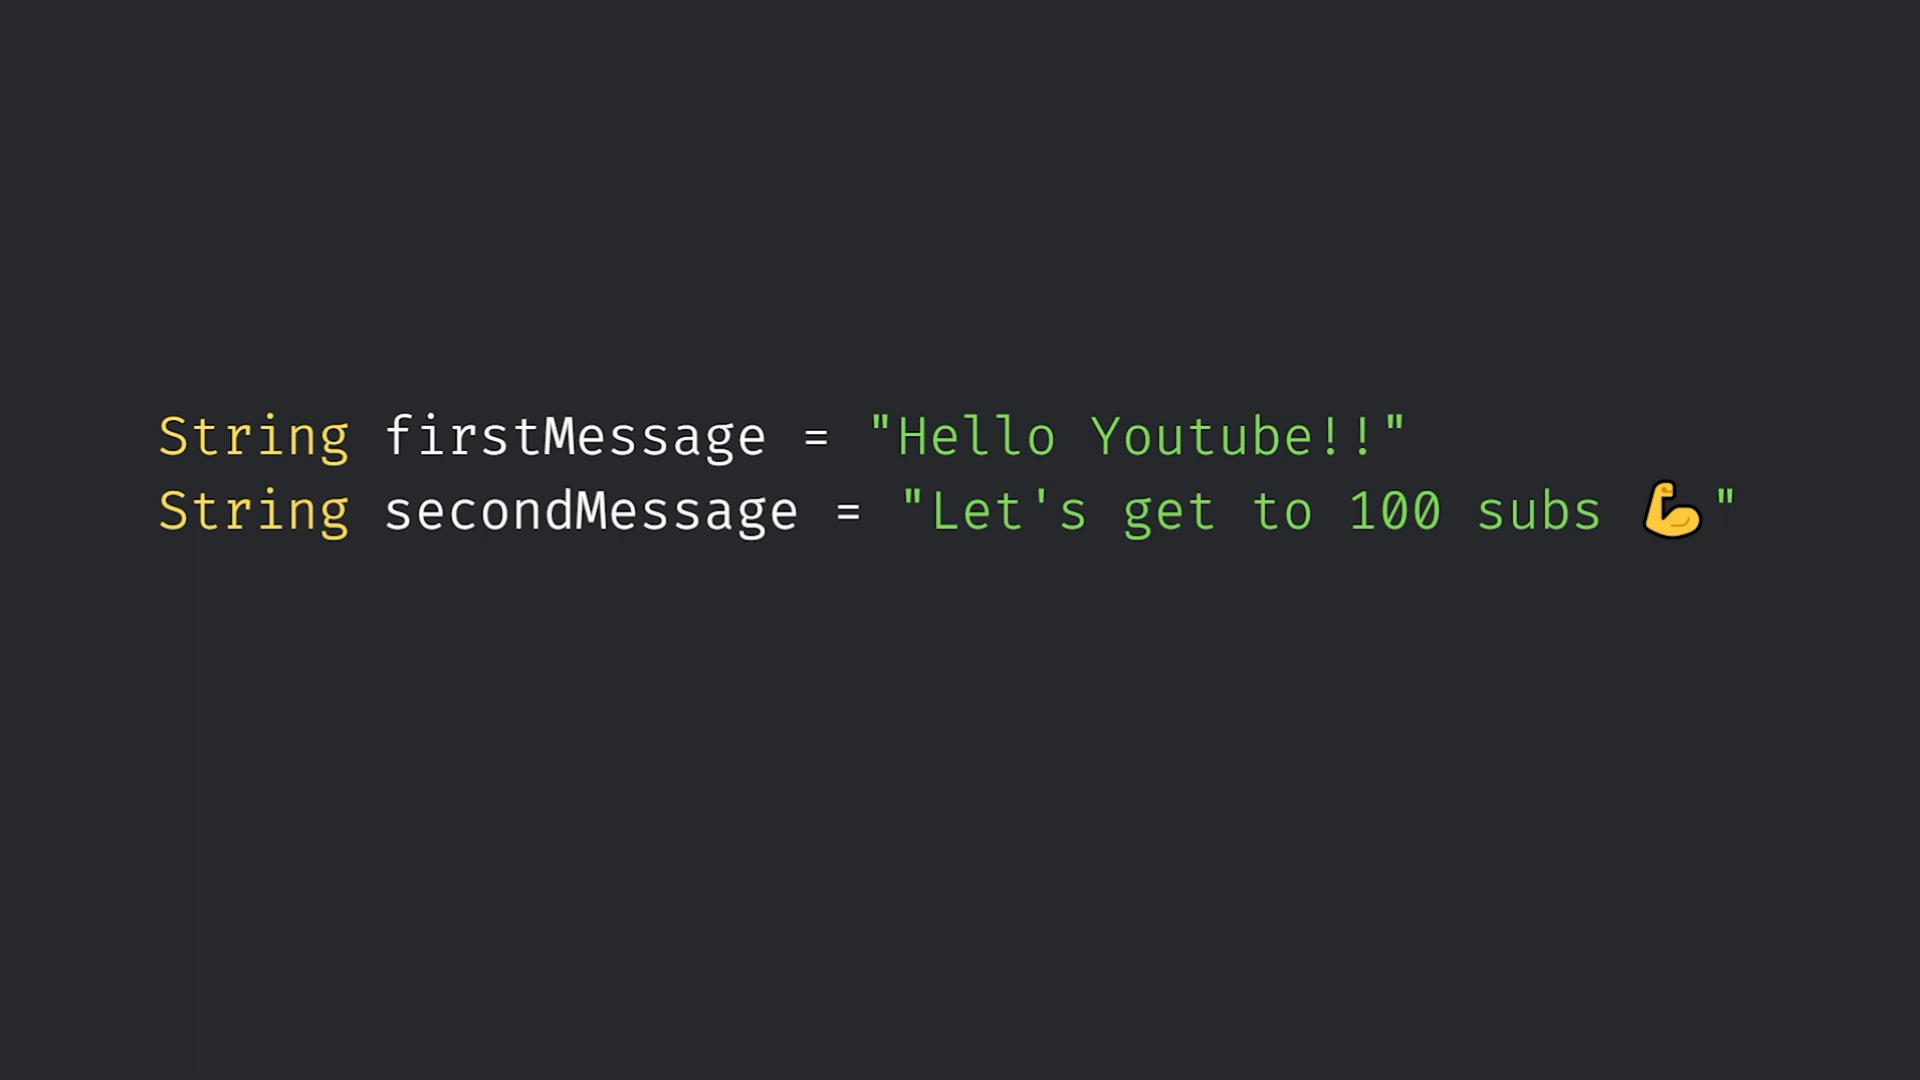 String firstMessage = "Hello Youtube!!"
String secondMessage = "Let's get to 100 subs 💪"